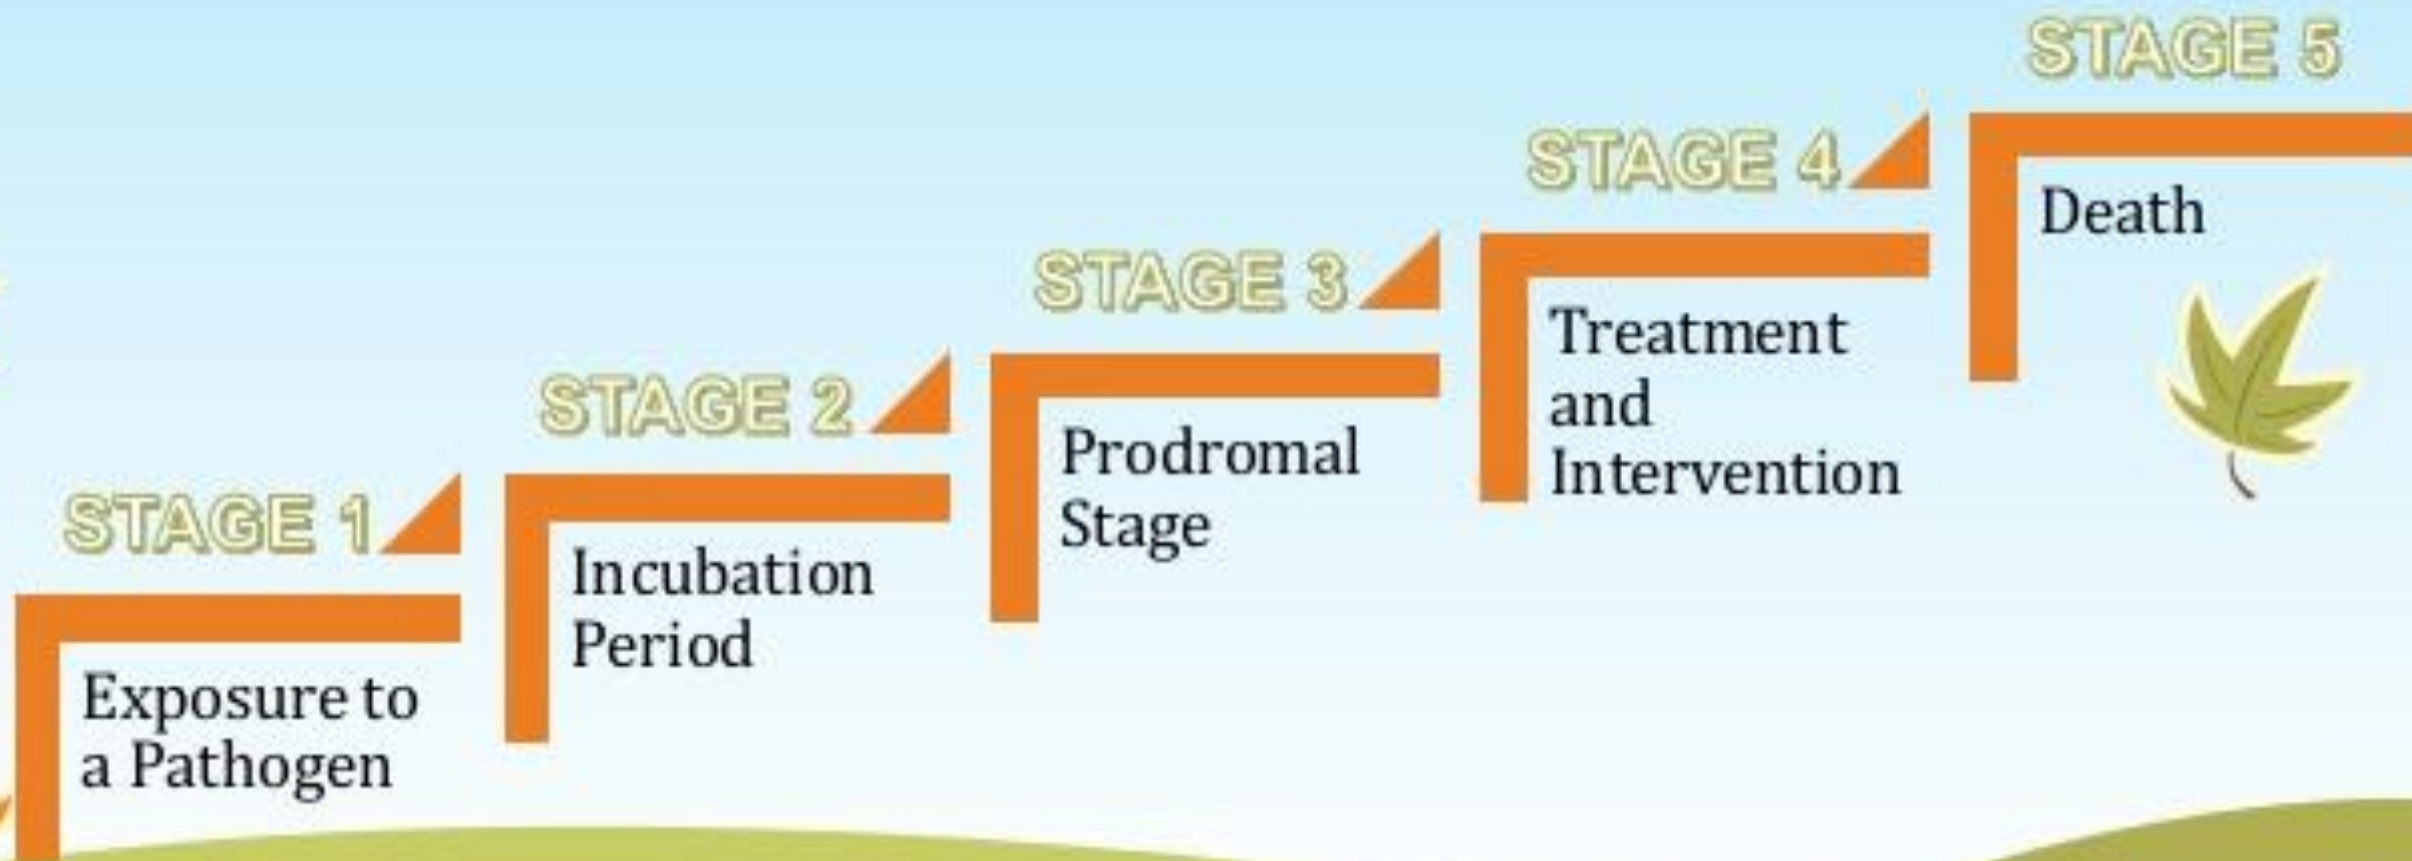 STAGE 1
Exposure to
a Pathogen
STAGE 2
Incubation
Period
STAGE 3
Prodromal
Stage
STAGE 4
Treatment
and
Intervention
STAGE 5
Death